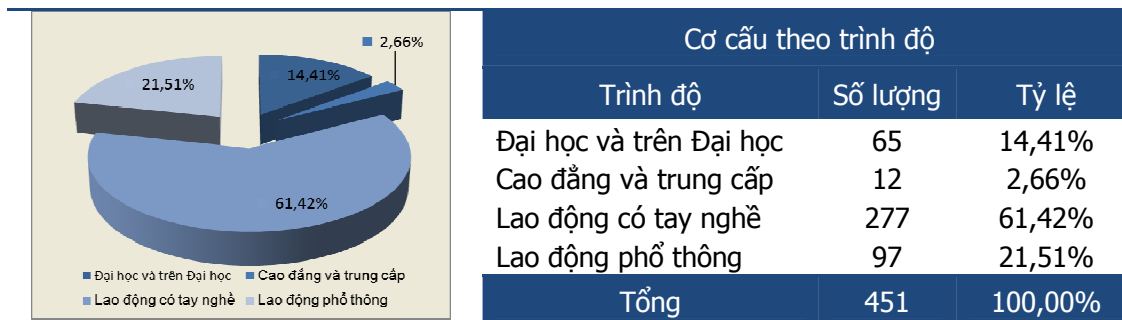 2,66%
14,41%
21,51%
61,42%
Đại học và trên Đại học Cao đẳng và trung cấp
Lao động có tay nghề Lao động phổ thông
Cơ cấu theo trình độ
Trình độ Số lượng Tỷ lệ
Đại học và trên Đại học 65 14,41%
Cao đẳng và trung cấp 12 2,66%
Lao động có tay nghề 277 61,42%
Lao động phổ thông 97 21,51%
Tổng 451 100,00%